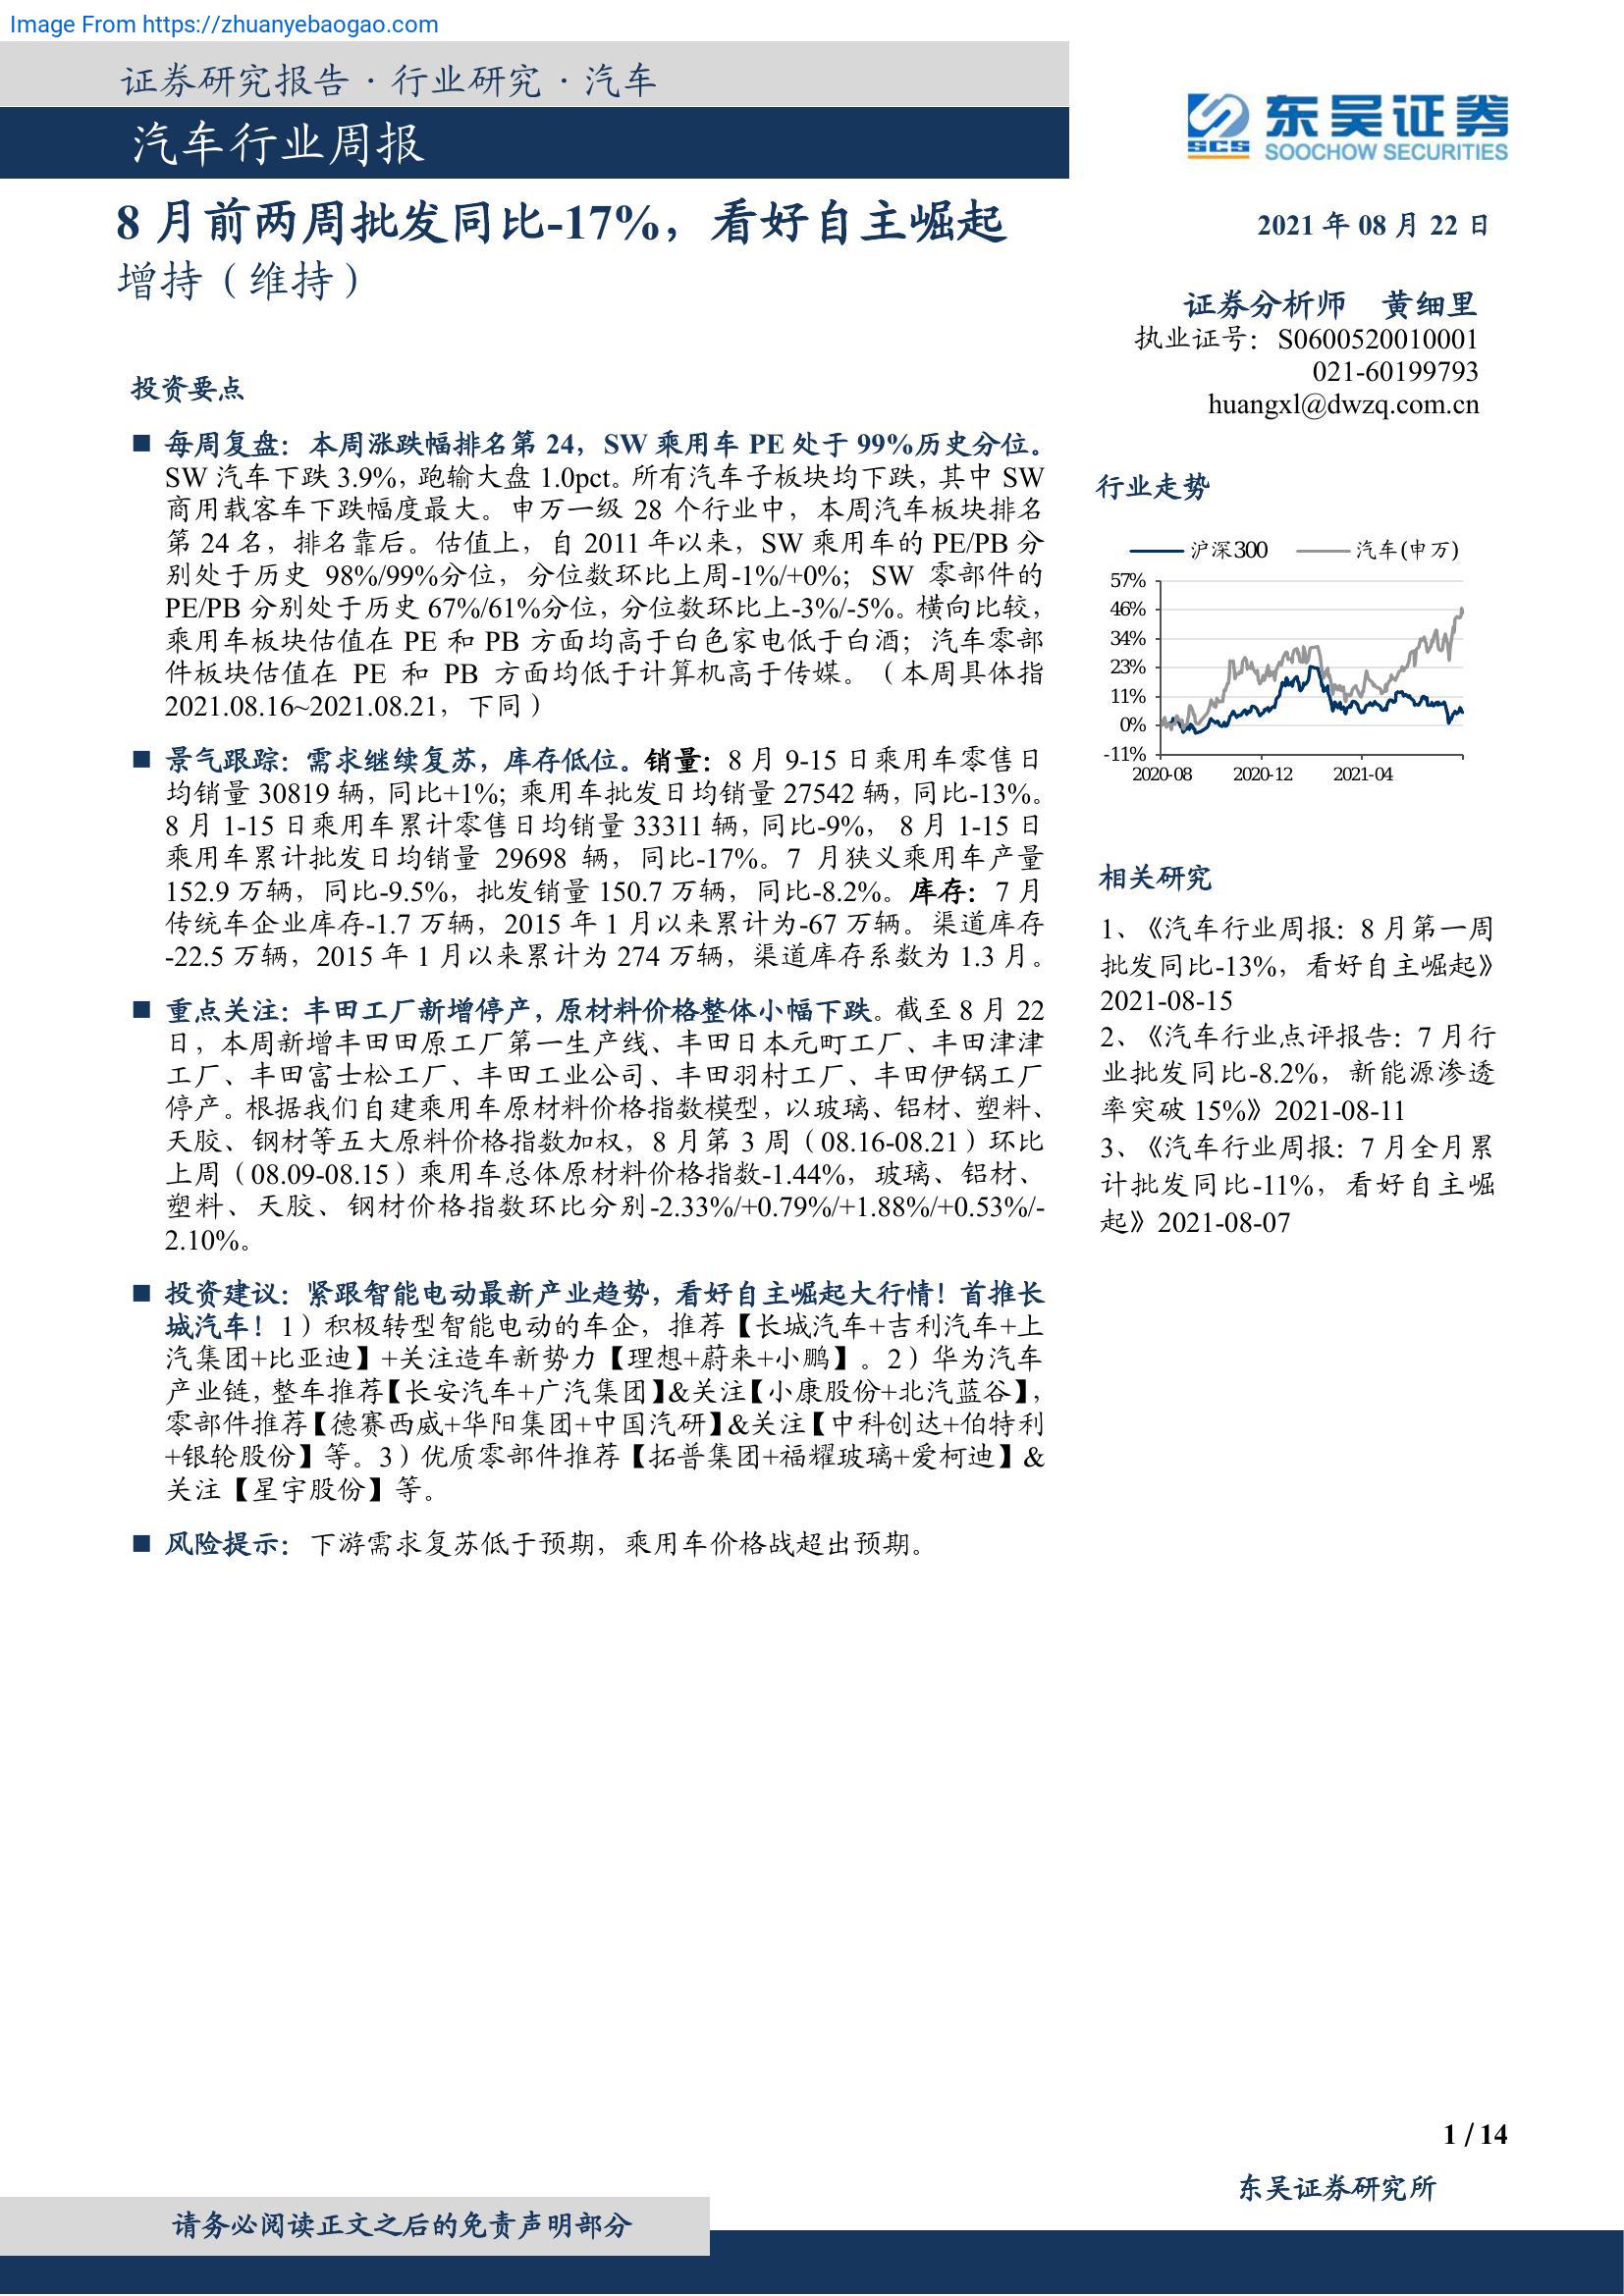 Image From https://zhuanyebaogao.com
证券研究报告·行业研究·汽车
汽车行业周报
东吴证券
SCS
SOOCHOW SECURITIES
8 月前两周批发同比-17%，看好自主崛起
增持（维持）
2021 年 08 月 22 日
证券分析师 黄细里
执业证号：S0600520010001
021-60199793
huangxl@dwzq.com.cn
投资要点
■ 每周复盘：本周涨跌幅排名第 24，SW 乘用车 PE 处于 99%历史分位。
SW 汽车下跌 3.9%，跑输大盘 1.0pct。所有汽车子板块均下跌，其中 SW
商用载客车下跌幅度最大。申万一级 28 个行业中，本周汽车板块排名
第 24 名，排名靠后。估值上，自 2011 年以来，SW 乘用车的 PE/PB 分
别处于历史 98%/99%分位，分位数环比上周-1%/+0%；SW 零部件的
PE/PB 分别处于历史 67%/61%分位，分位数环比上-3%/-5%。横向比较，
乘用车板块估值在 PE 和 PB 方面均高于白色家电低于白酒；汽车零部
件板块估值在 PE 和 PB 方面均低于计算机高于传媒。（本周具体指
2021.08.16~2021.08.21，下同）
■ 景气跟踪：需求继续复苏，库存低位。销量：8 月 9-15 日乘用车零售日
均销量 30819 辆，同比+1%；乘用车批发日均销量 27542 辆，同比-13%。
8 月 1-15 日乘用车累计零售日均销量 33311 辆，同比-9%， 8 月 1-15 日
乘用车累计批发日均销量 29698 辆，同比-17%。7 月狭义乘用车产量
152.9 万辆，同比-9.5%，批发销量 150.7 万辆，同比-8.2%。库存：7 月
传统车企业库存-1.7 万辆，2015 年 1 月以来累计为-67 万辆。渠道库存
-22.5 万辆，2015 年 1 月以来累计为 274 万辆，渠道库存系数为 1.3 月。
■ 重点关注：丰田工厂新增停产，原材料价格整体小幅下跌。截至 8 月 22
日，本周新增丰田田原工厂第一生产线、丰田日本元町工厂、丰田津津
工厂、丰田富士松工厂、丰田工业公司、丰田羽村工厂、丰田伊锅工厂
停产。根据我们自建乘用车原材料价格指数模型，以玻璃、铝材、塑料、
天胶、钢材等五大原料价格指数加权，8 月第 3 周（08.16-08.21）环比
上周（08.09-08.15）乘用车总体原材料价格指数-1.44%，玻璃、铝材、
塑料、天胶、钢材价格指数环比分别-2.33%/+0.79%/+1.88%/+0.53%/-
2.10%。
■ 投资建议：紧跟智能电动最新产业趋势，看好自主崛起大行情！首推长
城汽车！1）积极转型智能电动的车企，推荐【长城汽车+吉利汽车+上
汽集团+比亚迪】+关注造车新势力【理想+蔚来+小鹏】。2）华为汽车
产业链，整车推荐【长安汽车+广汽集团】&关注【小康股份+北汽蓝谷】，
零部件推荐【德赛西威+华阳集团+中国汽研】&关注【中科创达+伯特利
+银轮股份】等。3）优质零部件推荐【拓普集团+福耀玻璃+爱柯迪】&
关注【星宇股份】等。
■ 风险提示：下游需求复苏低于预期，乘用车价格战超出预期。
行业走势
沪深300 汽车(申万)
57%
46%
34%
23%
11%
0%
-11%
2020-08 2020-12 2021-04
相关研究
1、《汽车行业周报：8 月第一周
批发同比-13%，看好自主崛起》
2021-08-15
2、《汽车行业点评报告：7 月行
业批发同比-8.2%，新能源渗透
率突破 15%》2021-08-11
3、《汽车行业周报：7 月全月累
计批发同比-11%，看好自主崛
起》2021-08-07
1 / 14
东吴证券研究所
请务必阅读正文之后的免责声明部分